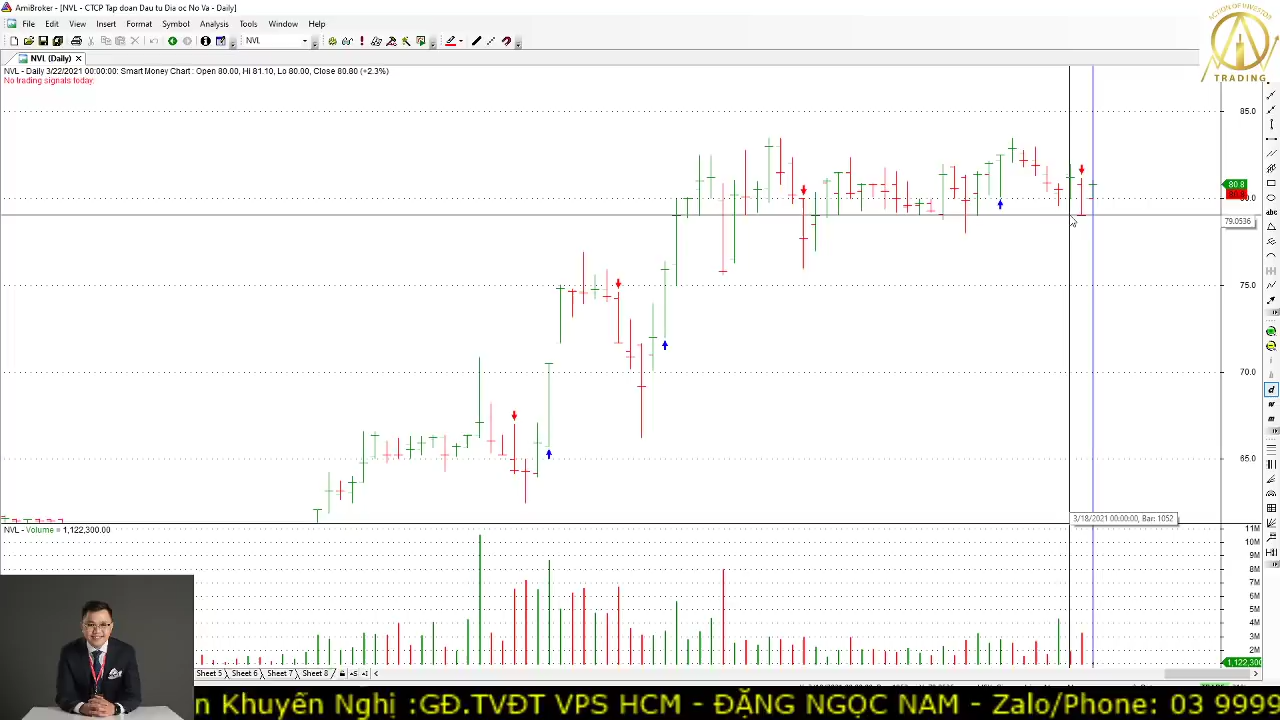 AmiBroker - [NVL - CTCP Tap doan Dau tu Dia oc No Va - Daily]
File Edit View Insert Format Symbol Analysis Tools Window Help
NVL
NVL (Daily)
NVL - Daily 3/22/2021 00:00:00: Smart Money Chart : Open 80.00, Hi 81.10, Lo 80.00, Close 80.80 (+2.3%)
No trading signals today.
ACTION OF INVESTOR
TRADING
85.0
80.8
80.0
79.0536
75.0
70.0
65.0
3/18/2021 00:00:00, Bar: 1052
NVL - Volume = 1,122,300.00
11M
10M
9M
8M
7M
6M
5M
4M
3M
2M
1,122,300
Sheet 5 Sheet 6 Sheet 7 Sheet 8
n Khuyến Nghị :GĐ.TVĐT VPS HCM - ĐẶNG NGỌC NAM - Zalo/Phone: 03 9999